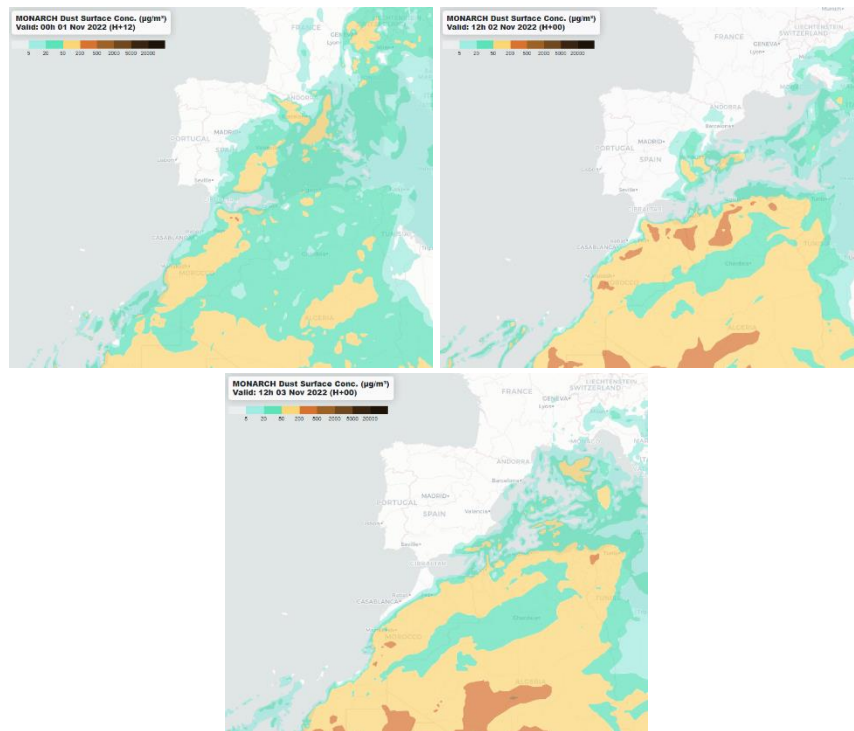 MONARCH Dust Surface Conc. (µg/m³)
Valid: 00h 01 Nov 2022 (H+12)
5 20 50 200 500 2000 5000 20000
FRANCE
Lyon
ANDORRA
PORTUGAL
MADRID
Seville
CASABLANCA
MOROCCO
ALGERIA
MONARCH Dust Surface Conc. (µg/m³)
Valid: 12h 02 Nov 2022 (H+00)
5 20 50 200 500 2000 5000 20000
LIECHTENSTEIN
SWITZERLAND
GENEVA
FRANCE
Lyon
ANDORRA
Barcelona
PORTUGAL
MADRID
SPAIN
Seville
GIBRALTAR
CASABLANCA
ALGERIA
MONARCH Dust Surface Conc. (µg/m³)
Valid: 12h 03 Nov 2022 (H+00)
5 20 50 200 500 2000 5000 20000
LIECHTENSTEIN
FRANCE
GENEVA
SWITZERLAND
Lyon
ANDORRA
Barcelona
PORTUGAL
MADRID
SPAIN
Valencia
Seville
GIBRALTAR
Rabat
CASABLANCA
MOROCCO
ALGERIA